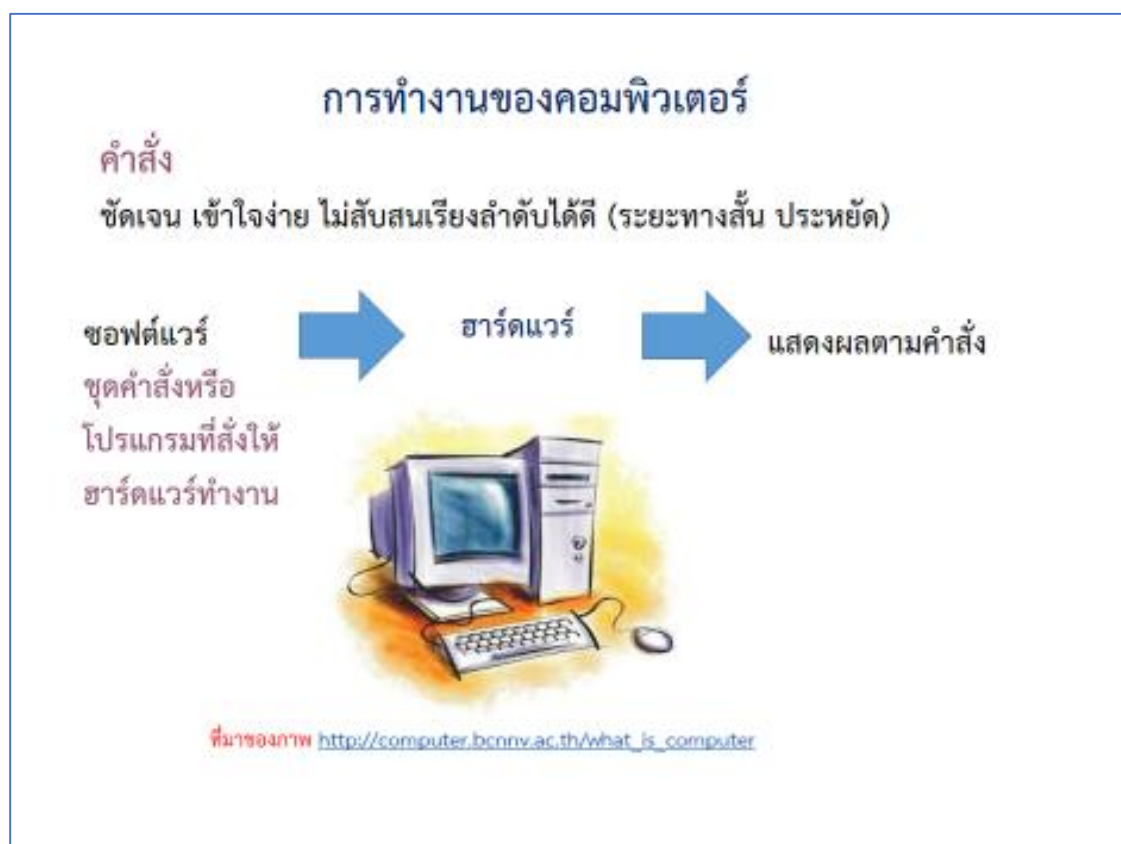 การทำงานของคอมพิวเตอร์
คำสั่ง
ชัดเจน เข้าใจง่าย ไม่สับสนเรียงลำดับได้ดี (ระยะทางสั้น ประหยัด)
ซอฟต์แวร์
ชุดคำสั่งหรือ
โปรแกรมที่สั่งให้
ฮาร์ดแวร์ทำงาน
ฮาร์ดแวร์
แสดงผลตามคำสั่ง
ที่มาของภาพ http://computer.bcnnv.ac.th/what_is_computer